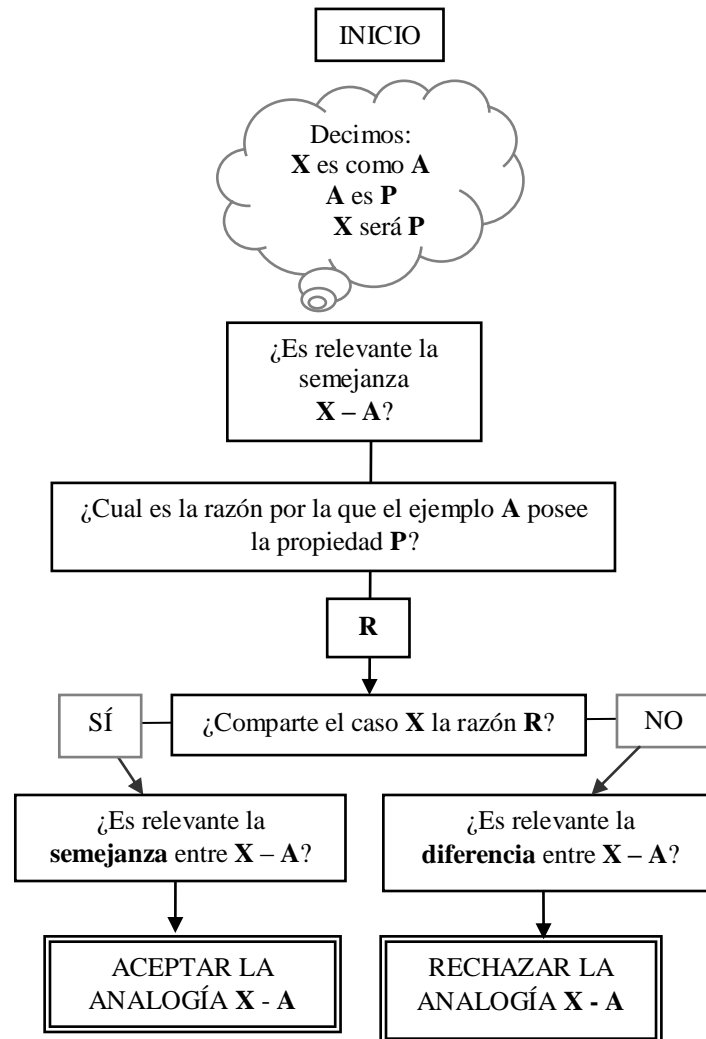 INICIO
Decimos:
X es como A
A es P
X será P
¿Es relevante la
semejanza
X – A?
¿Cual es la razón por la que el ejemplo A posee
la propiedad P?
R
SÍ
¿Comparte el caso X la razón R?
NO
¿Es relevante la
semejanza entre X – A?
¿Es relevante la
diferencia entre X – A?
ACEPTAR LA
ANALOGÍA X - A
RECHAZAR LA
ANALOGÍA X - A